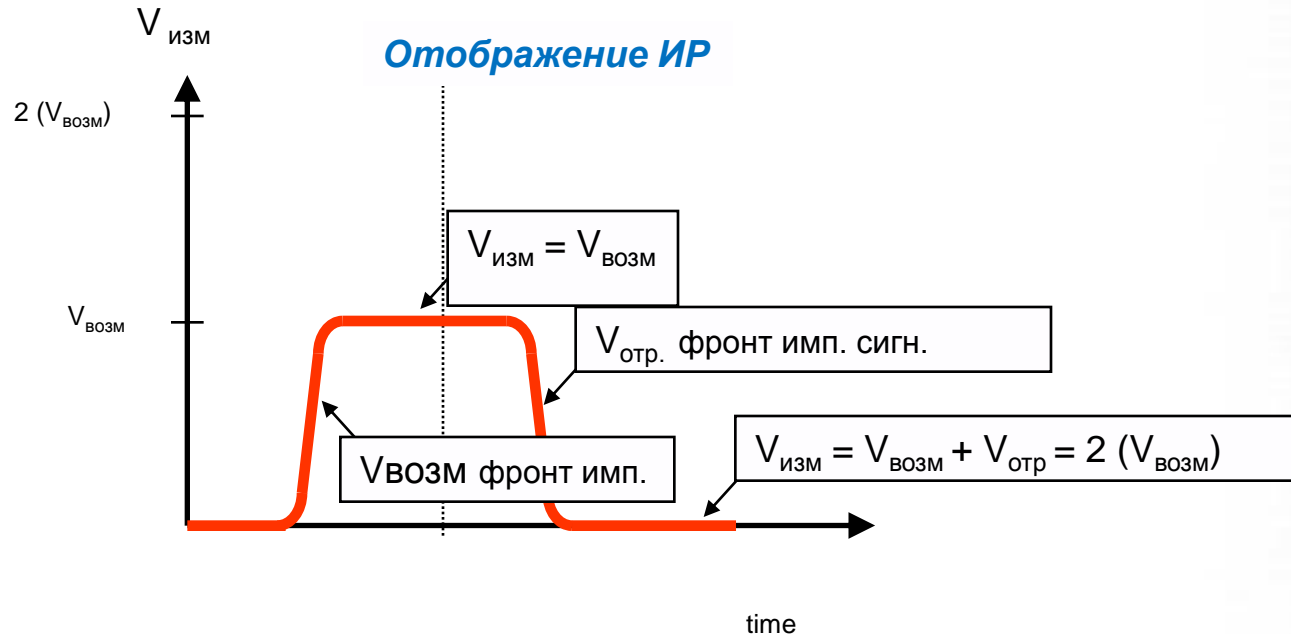 V изм
Отображение ИР
2 (Vвозм)
Vизм = Vвозм
Vвозм
Vотр. фронт имп. сигн.
Vвозм фронт имп.
Vизм = Vвозм + Vотр = 2 (Vвозм)
time